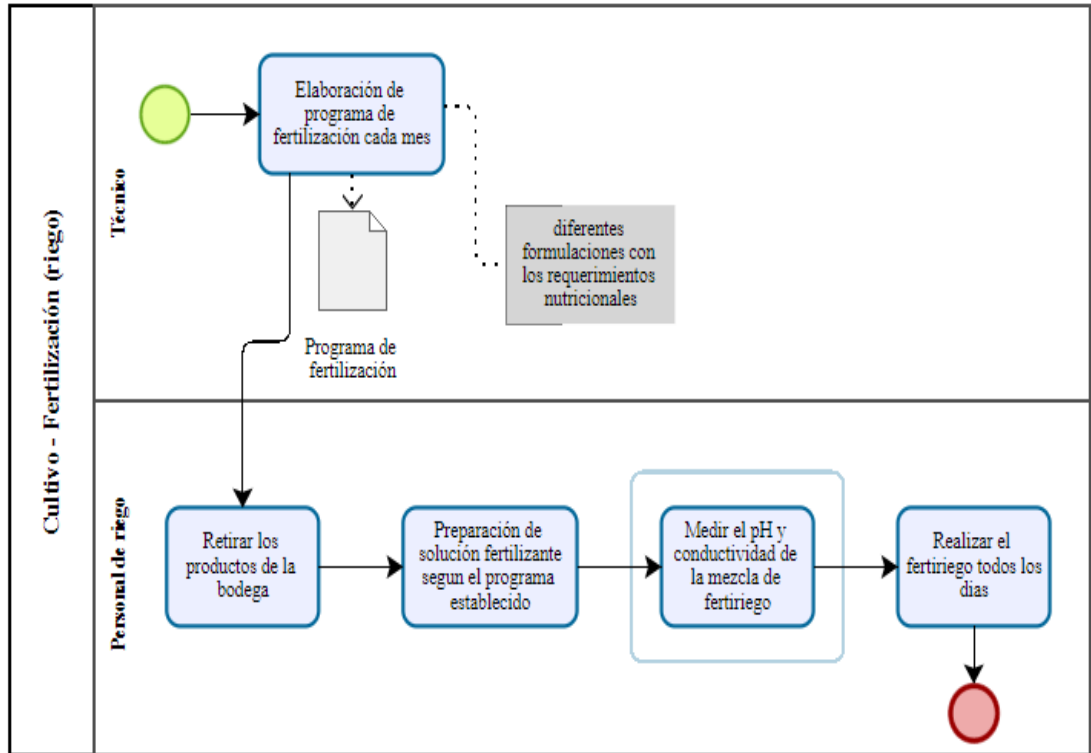 Cultivo - Fertilización (riego)
Técnico
Elaboración de
programa de
fertilización cada mes
diferentes
formulaciones con
los requerimientos
nutricionales
Programa de
fertilización
Personal de riego
Retirar los
productos de la
bodega
Preparación de
solución fertilizante
segun el programa
establecido
Medir el pH y
conductividad de
la mezcla de
fertiriego
Realizar el
fertiriego todos los
dias